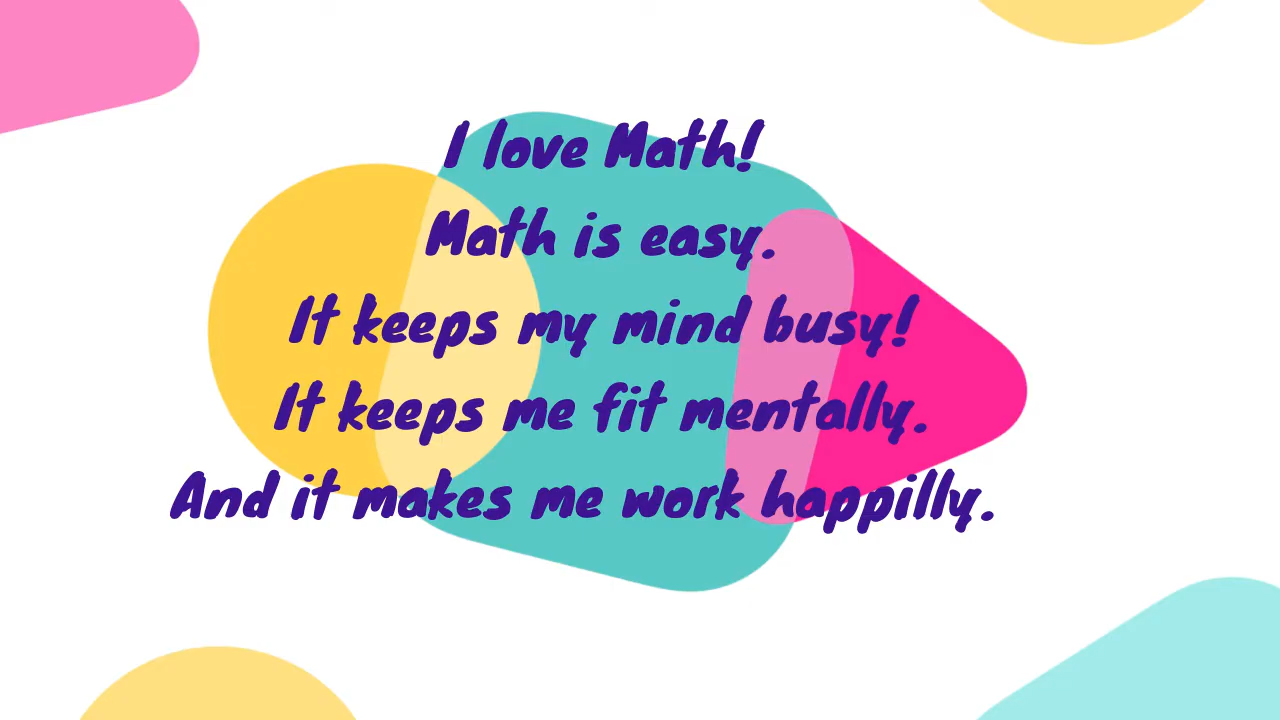 I love Math!
Math is easy.
It keeps my mind busy!
It keeps me fit mentally.
And it makes me work happilly.